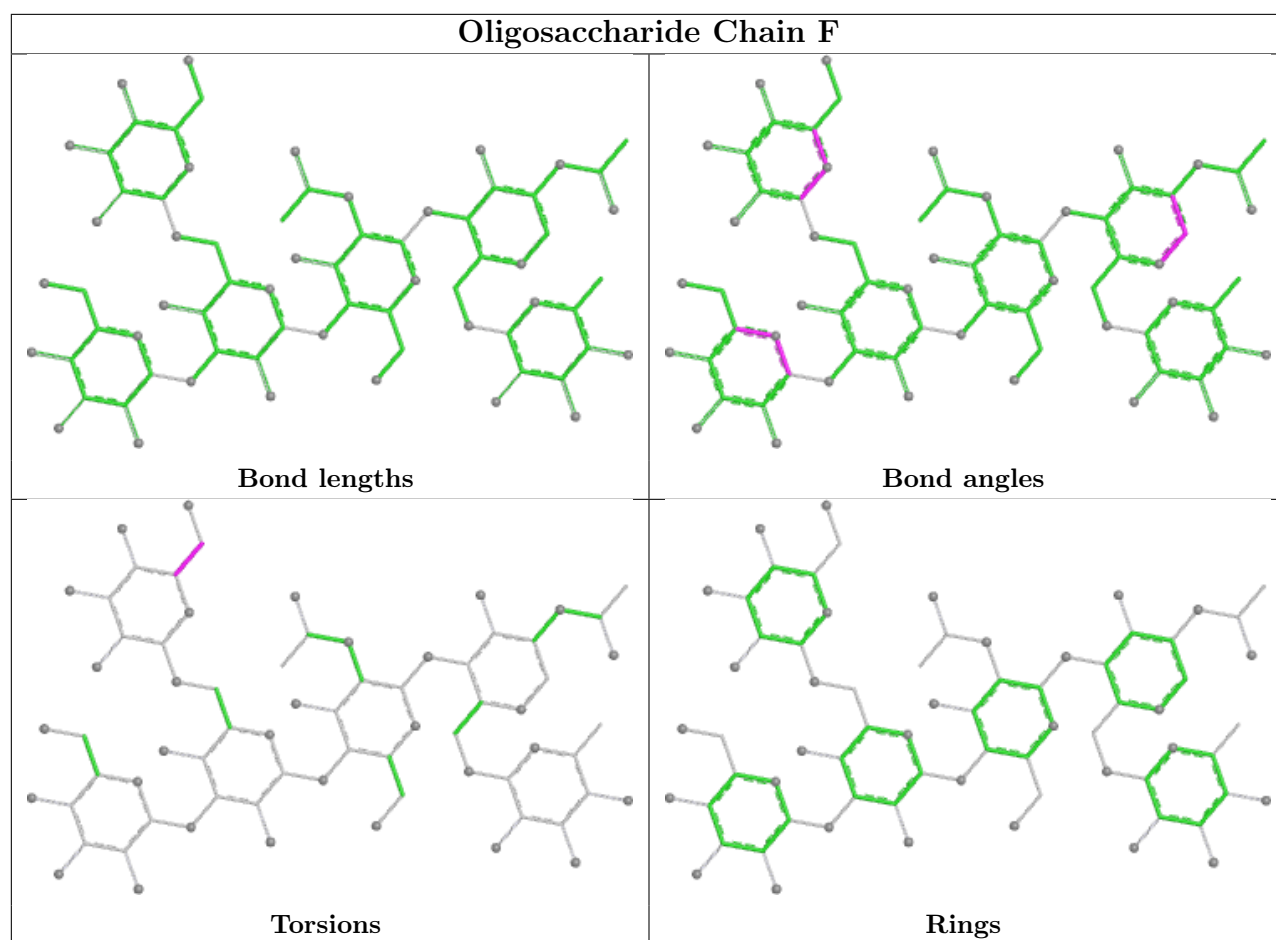 Oligosaccharide Chain F
Bond lengths
Bond angles
Torsions
Rings